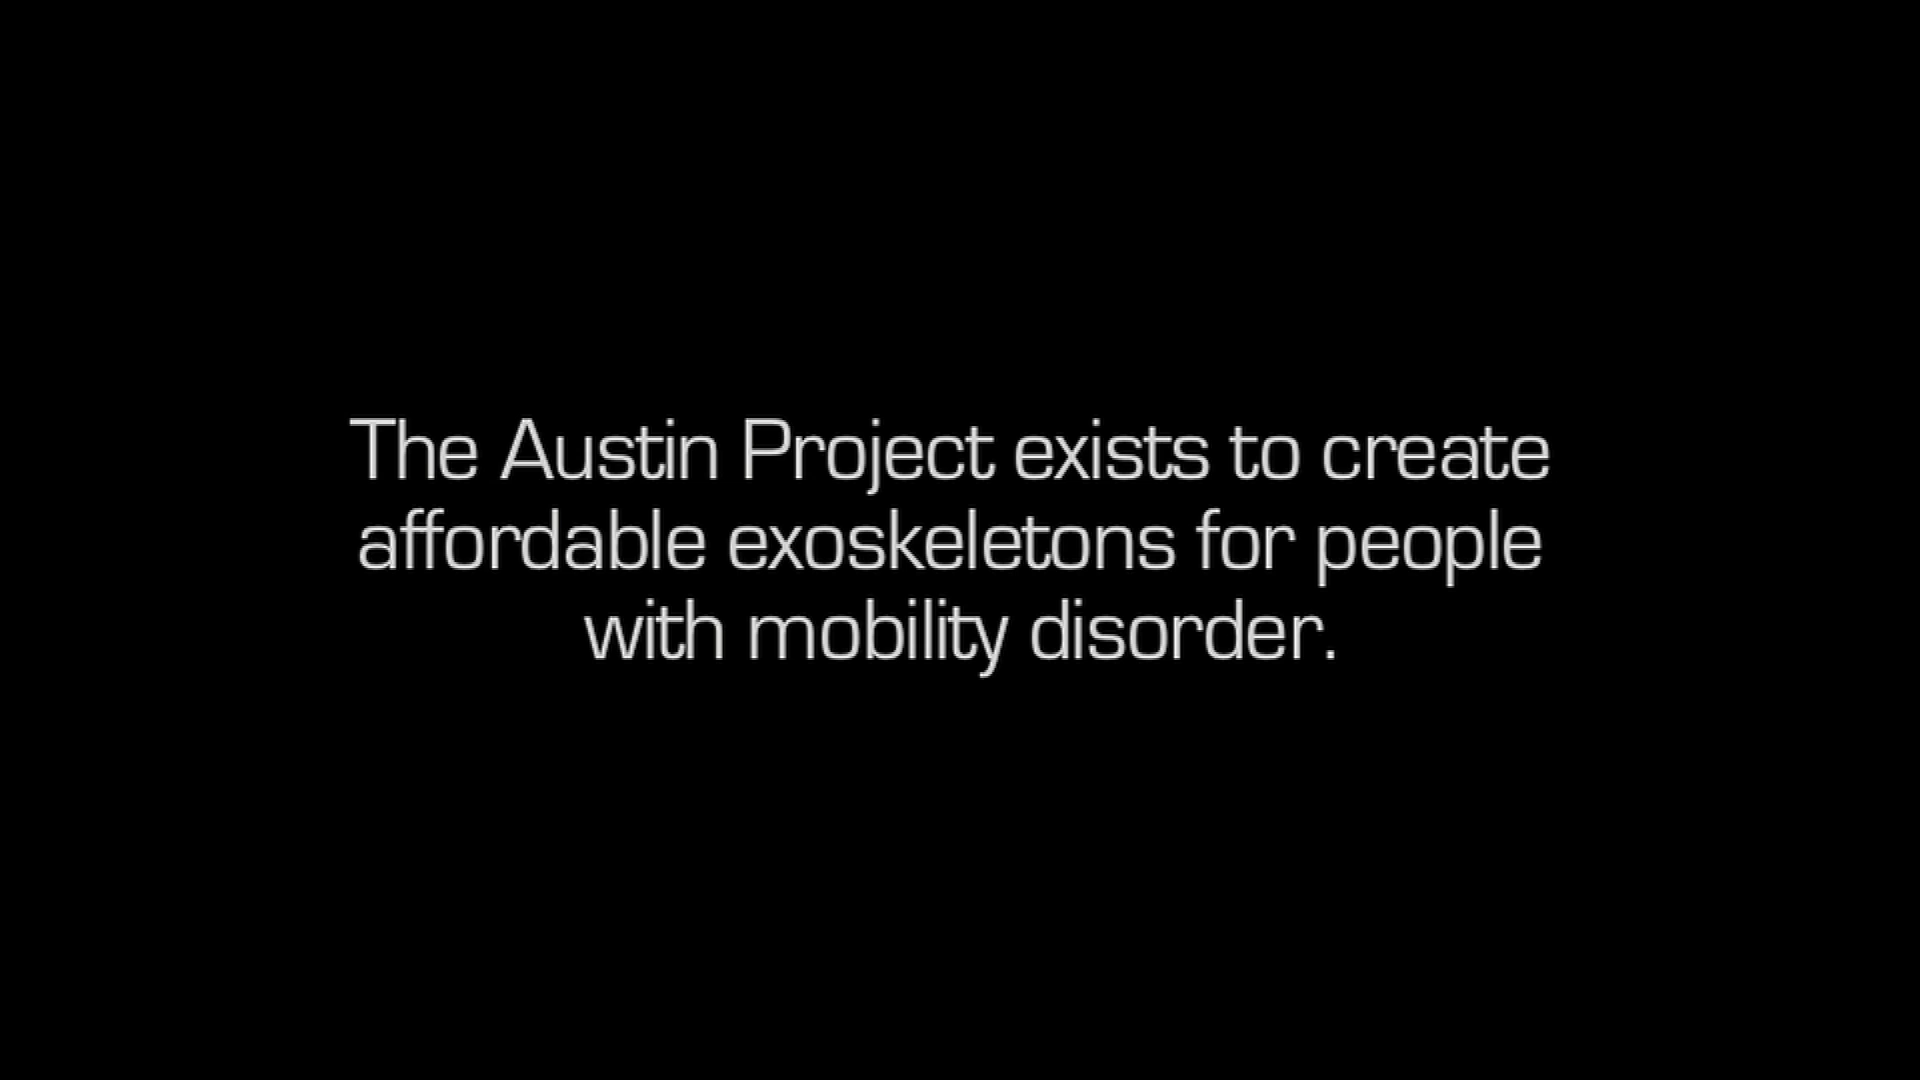 The Austin Project exists to create
affordable exoskeletons for people
with mobility disorder.